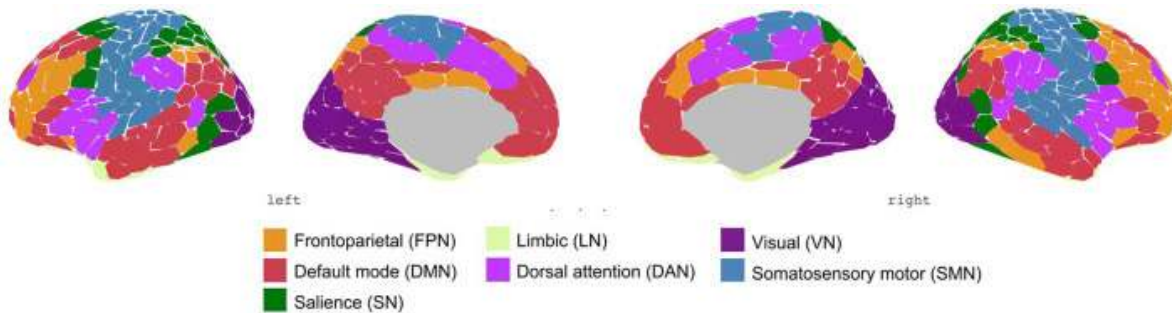 left
. . .
right
Frontoparietal (FPN)
Limbic (LN)
Visual (VN)
Default mode (DMN)
Dorsal attention (DAN)
Somatosensory motor (SMN)
Salience (SN)